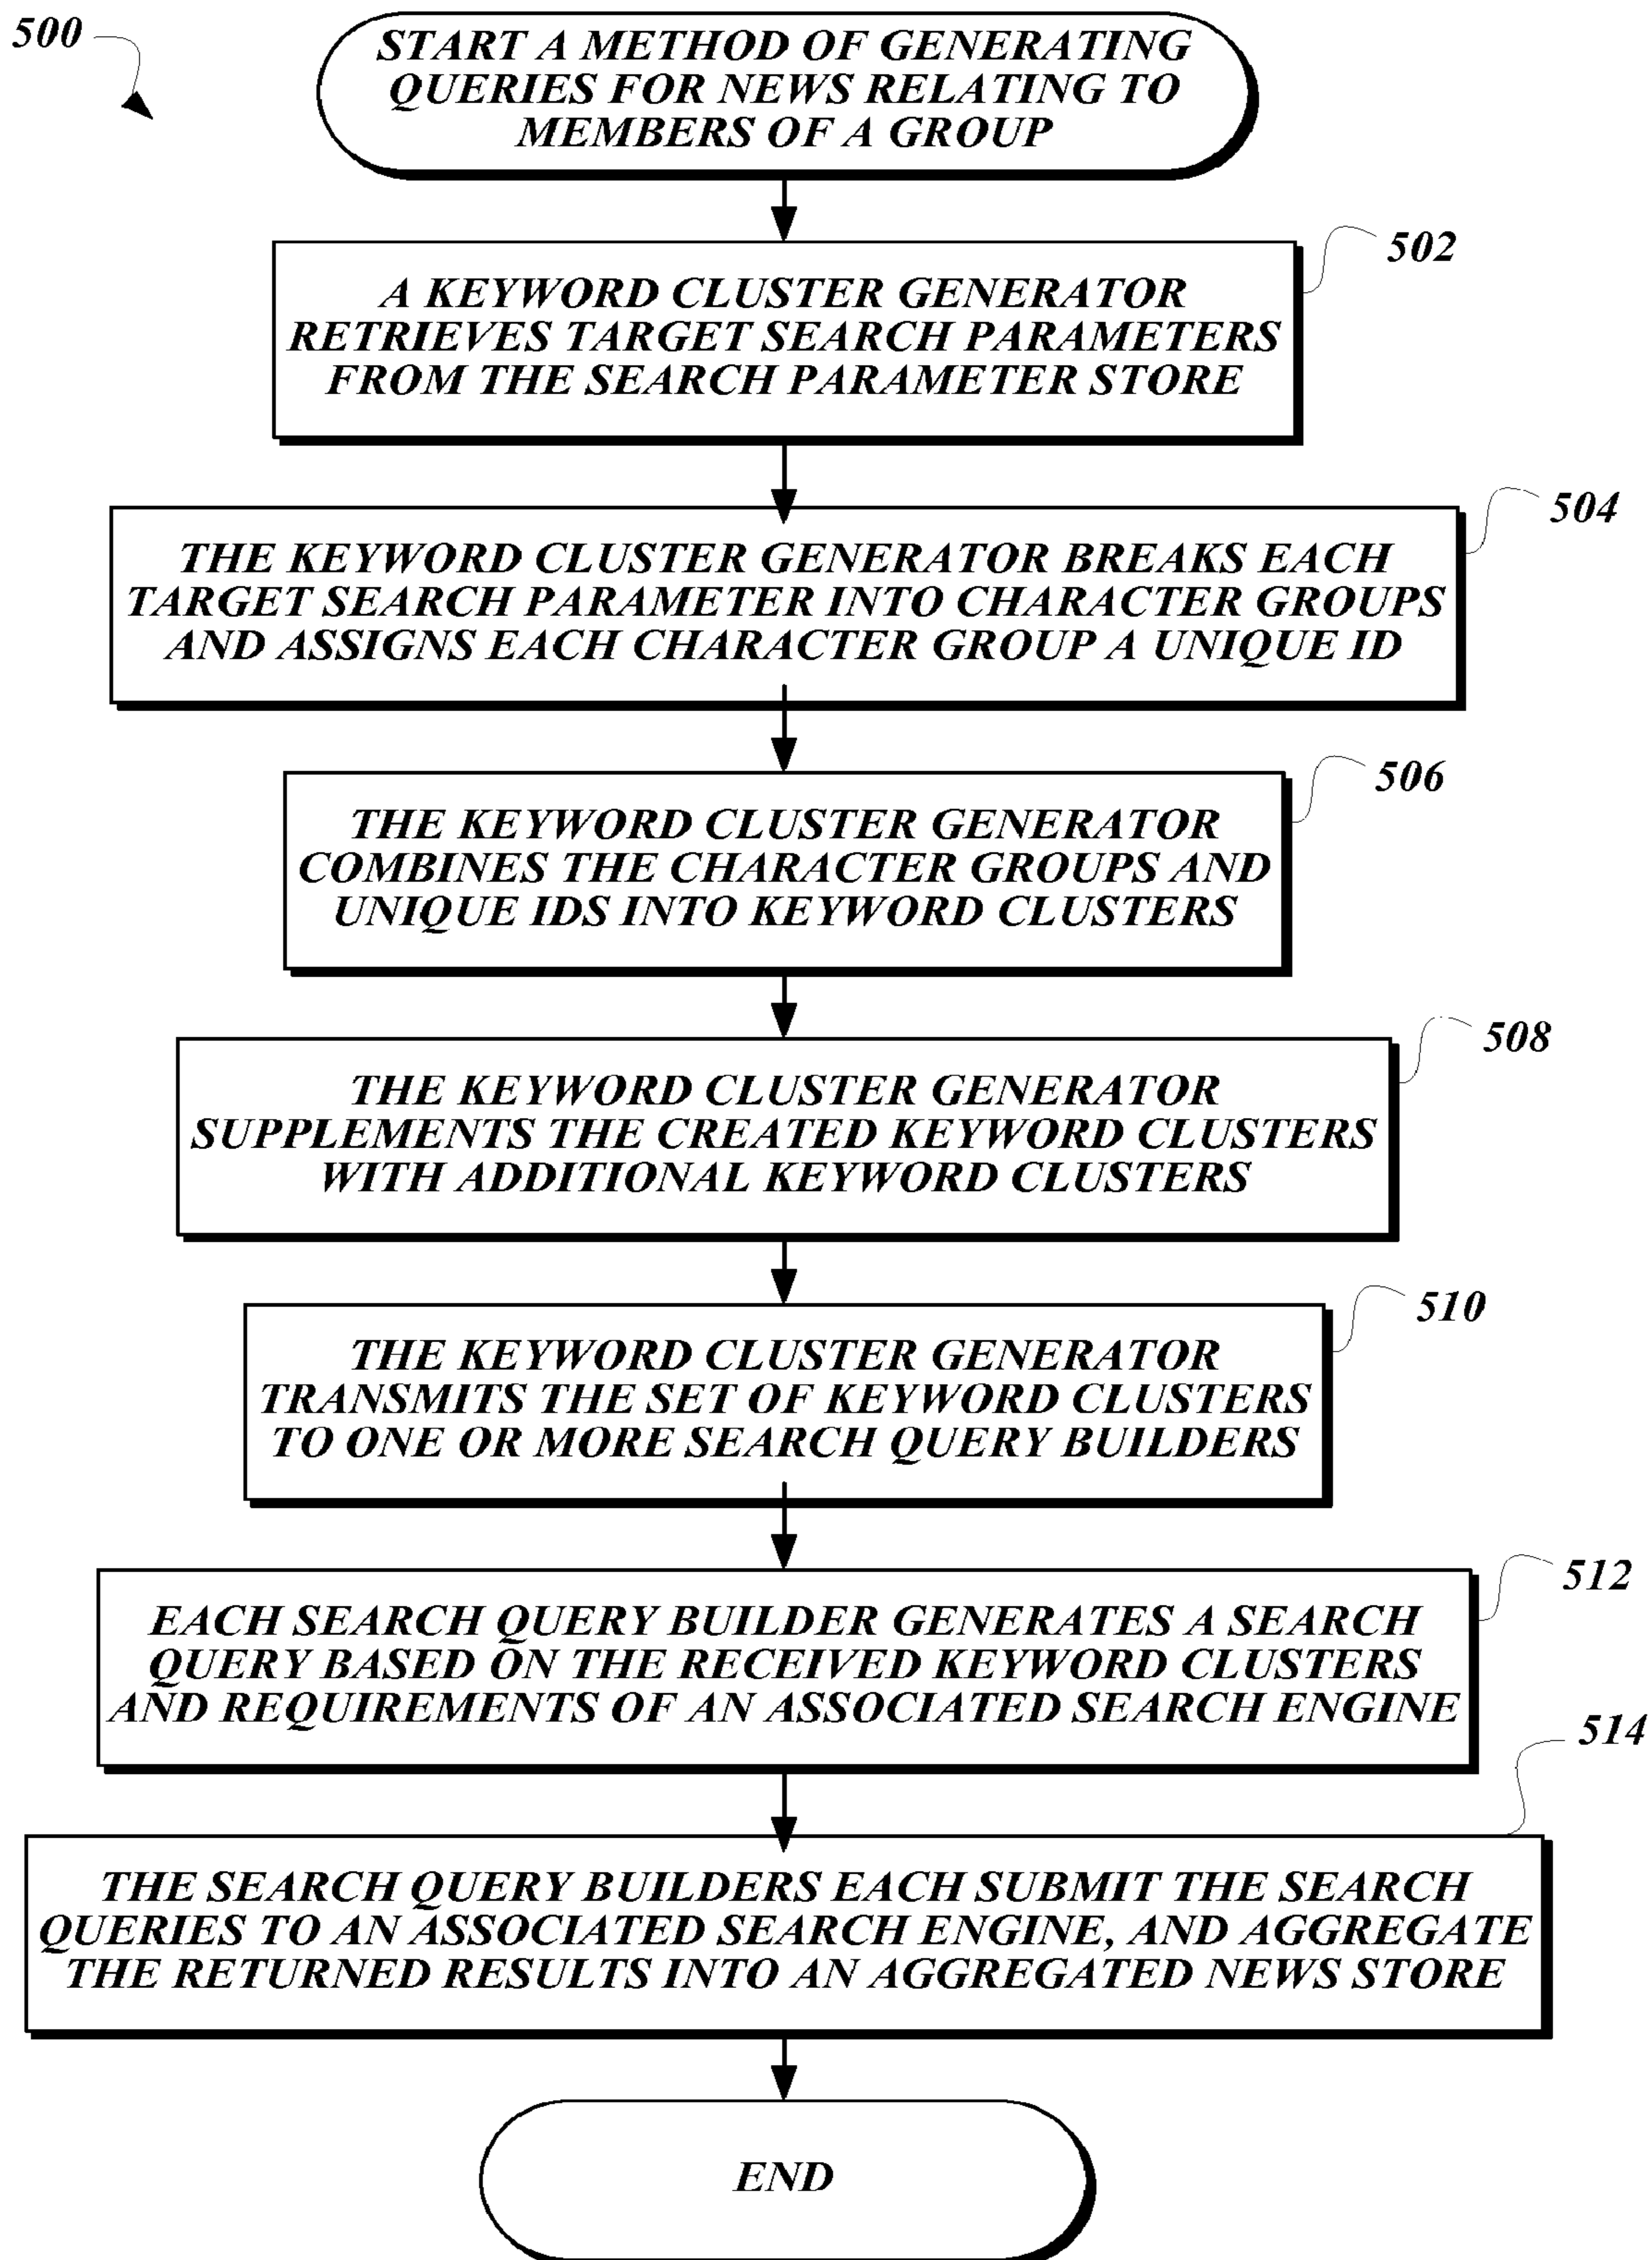 500
START A METHOD OF GENERATING
QUERIES FOR NEWS RELATING TO
MEMBERS OF A GROUP
502
A KEYWORD CLUSTER GENERATOR
RETRIEVES TARGET SEARCH PARAMETERS
FROM THE SEARCH PARAMETER STORE
504
THE KEYWORD CLUSTER GENERATOR BREAKS EACH
TARGET SEARCH PARAMETER INTO CHARACTER GROUPS
AND ASSIGNS EACH CHARACTER GROUP A UNIQUE ID
506
THE KEYWORD CLUSTER GENERATOR
COMBINES THE CHARACTER GROUPS AND
UNIQUE IDS INTO KEYWORD CLUSTERS
508
THE KEYWORD CLUSTER GENERATOR
SUPPLEMENTS THE CREATED KEYWORD CLUSTERS
WITH ADDITIONAL KEYWORD CLUSTERS
510
THE KEYWORD CLUSTER GENERATOR
TRANSMITS THE SET OF KEYWORD CLUSTERS
TO ONE OR MORE SEARCH QUERY BUILDERS
512
EACH SEARCH QUERY BUILDER GENERATES A SEARCH
QUERY BASED ON THE RECEIVED KEYWORD CLUSTERS
AND REQUIREMENTS OF AN ASSOCIATED SEARCH ENGINE
514
THE SEARCH QUERY BUILDERS EACH SUBMIT THE SEARCH
QUERIES TO AN ASSOCIATED SEARCH ENGINE, AND AGGREGATE
THE RETURNED RESULTS INTO AN AGGREGATED NEWS STORE
END